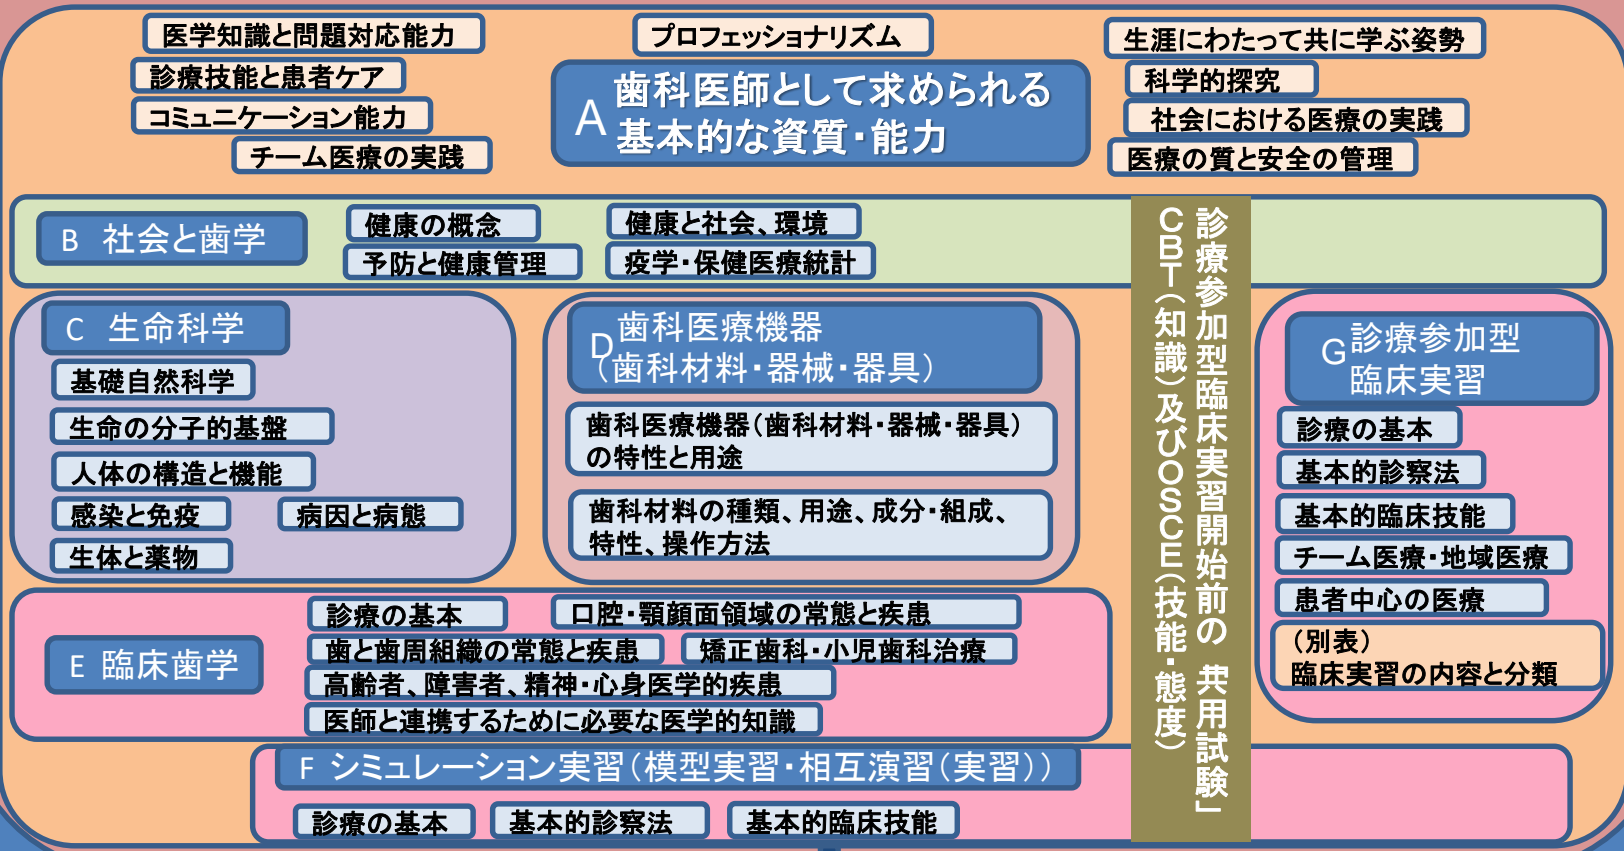 医学知識と問題対応能力
診療技能と患者ケア
コミュニケーション能力
チーム医療の実践
プロフェッショナリズム
A 歯科医師として求められる
基本的な資質・能力
生涯にわたって共に学ぶ姿勢
科学的探究
社会における医療の実践
医療の質と安全の管理
B 社会と歯学
健康の概念
健康と社会、環境
予防と健康管理
疫学・保健医療統計
C 生命科学
基礎自然科学
生命の分子的基盤
人体の構造と機能
感染と免疫
病因と病態
生体と薬物
D 歯科医療機器
（歯科材料・器械・器具）
歯科医療機器（歯科材料・器械・器具）
の特性と用途
歯科材料の種類、用途、成分・組成、
特性、操作方法
診療参加型臨床実習開始前の 共用試験」
CBT（知識）及びOSCE（技能・態度）
G 診療参加型
臨床実習
診療の基本
基本的診察法
基本的臨床技能
チーム医療・地域医療
患者中心の医療
（別表）
臨床実習の内容と分類
E 臨床歯学
診療の基本
口腔・顎顔面領域の常態と疾患
歯と歯周組織の常態と疾患
矯正歯科・小児歯科治療
高齢者、障害者、精神・心身医学的疾患
医師と連携するために必要な医学的知識
F シミュレーション実習（模型実習・相互演習（実習））
診療の基本
基本的診察法
基本的臨床技能